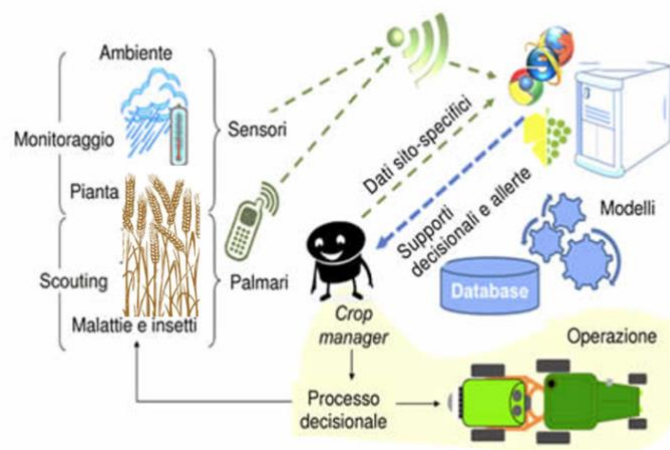 Ambiente
Monitoraggio
Sensori
Pianta
Scouting
Palmari
Malattie e insetti
Dati sito-specifici
Supporti
decisionali e allerte
Modelli
Database
Crop
manager
Operazione
Processo
decisionale